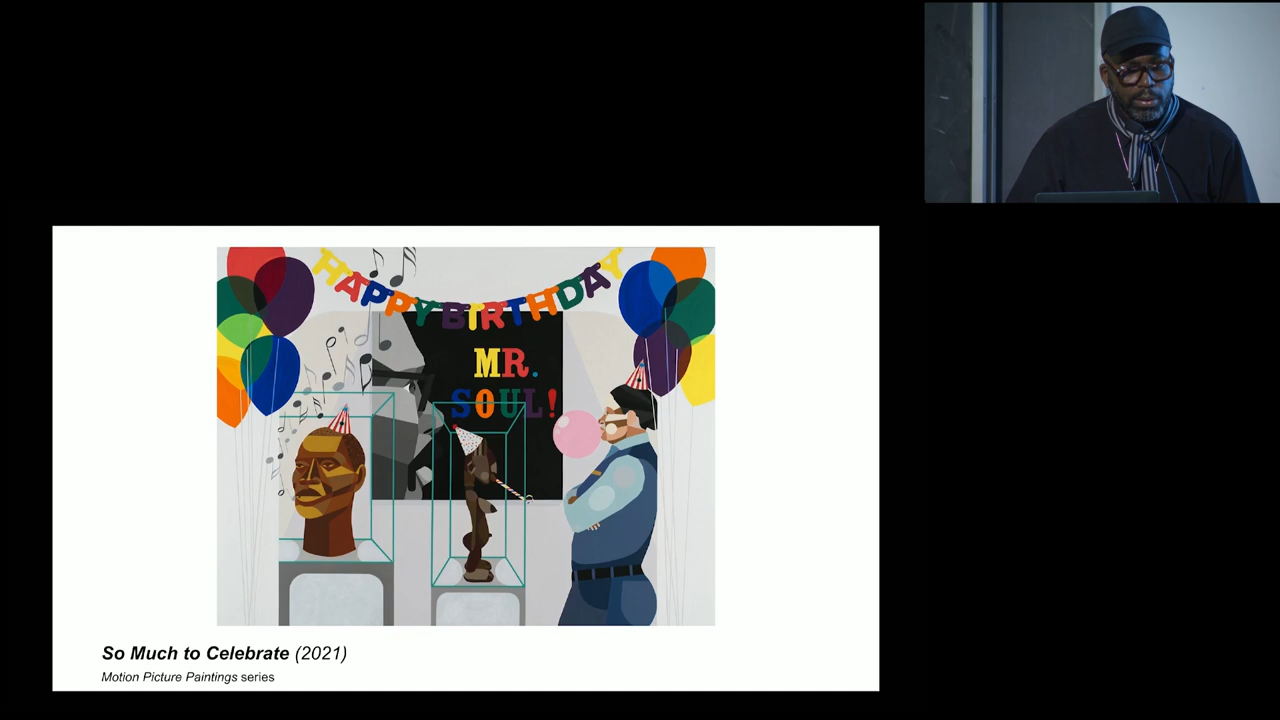 HAPPY BIRTHDAY
MR.
SOUL!
So Much to Celebrate (2021)
Motion Picture Paintings series